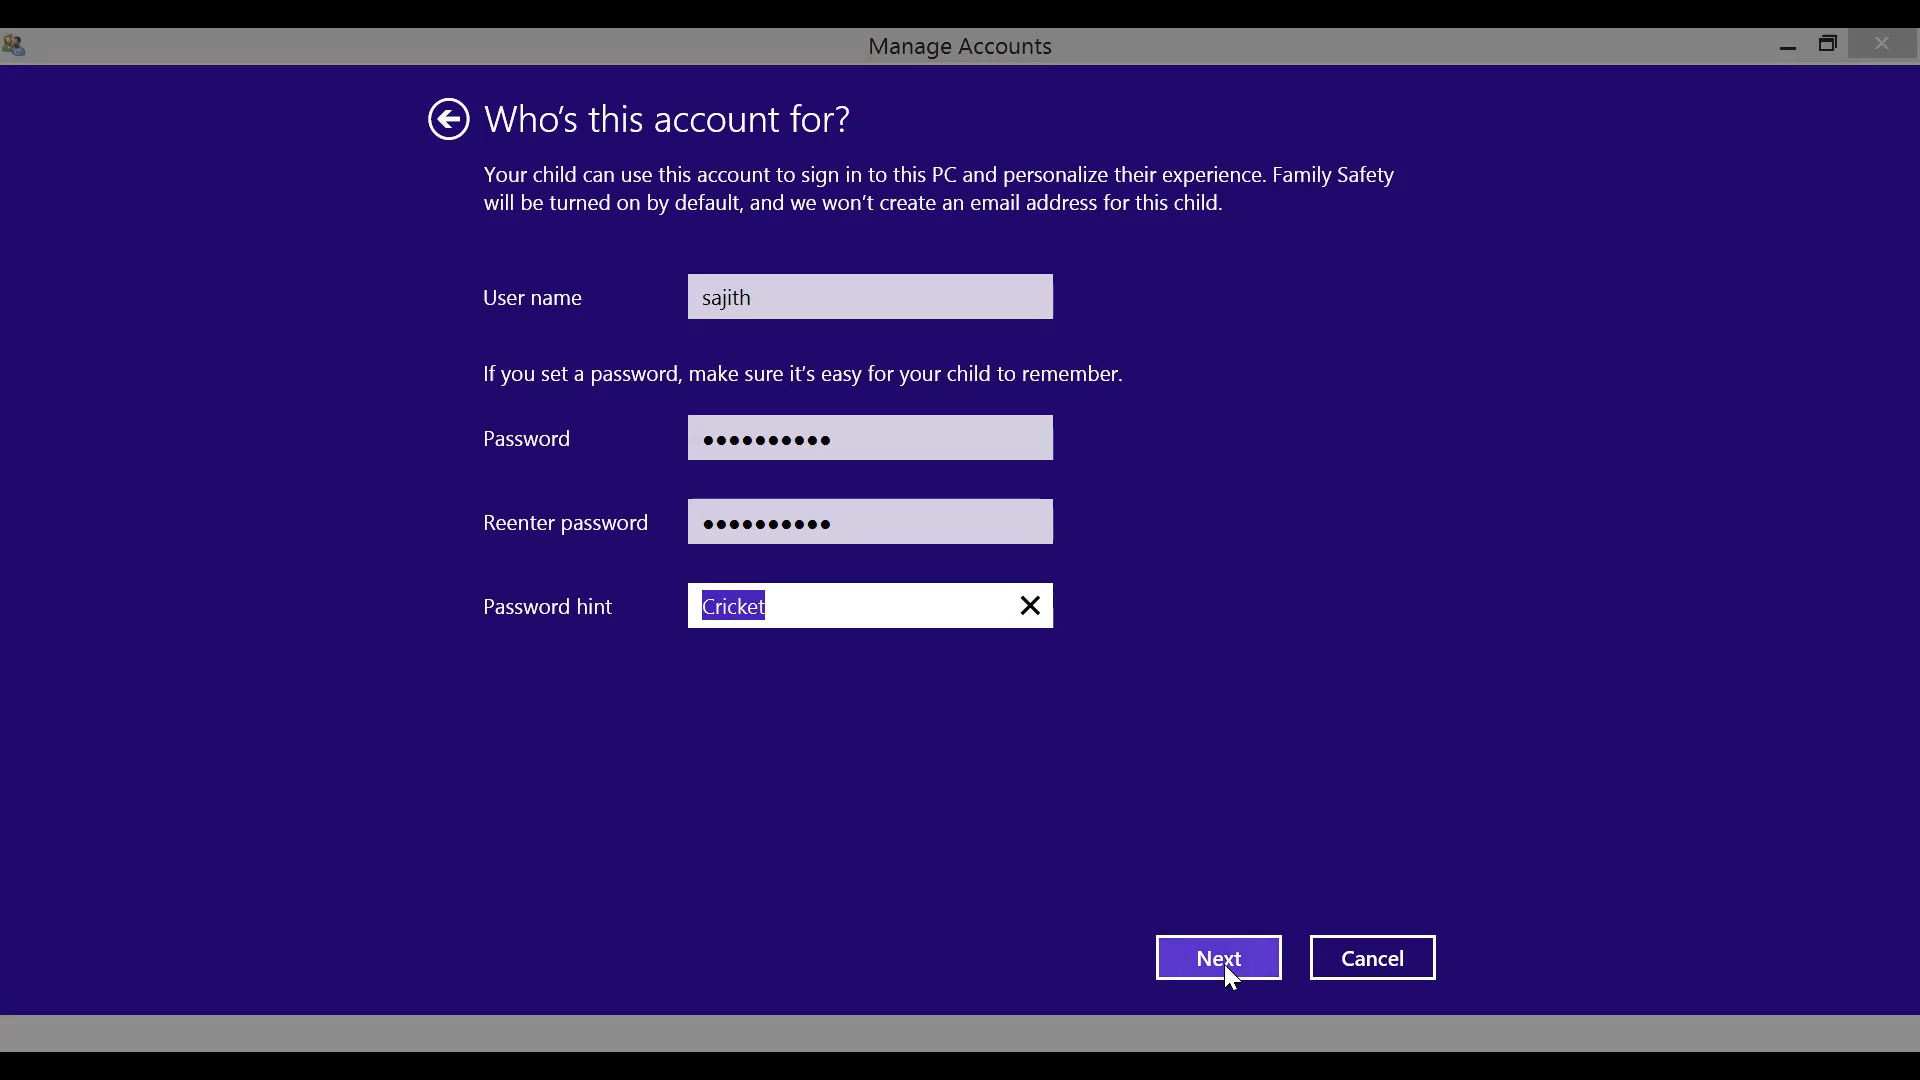 Manage Accounts
Who's this account for?
Your child can use this account to sign in to this PC and personalize their experience. Family Safety
will be turned on by default, and we won't create an email address for this child.
User name
sajith
If you set a password, make sure it's easy for your child to remember.
Password
●●●●●●●●●●
Reenter password
●●●●●●●●●●
Password hint
Cricket
Next
Cancel